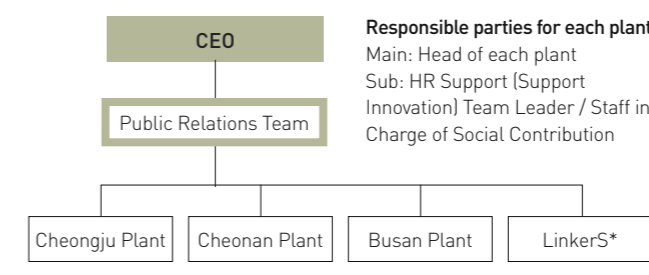 CEO
Responsible parties for each plant
Main: Head of each plant
Sub: HR Support (Support
Innovation) Team Leader / Staff in
Charge of Social Contribution
Public Relations Team
Cheongju Plant
Cheonan Plant
Busan Plant
LinkerS*